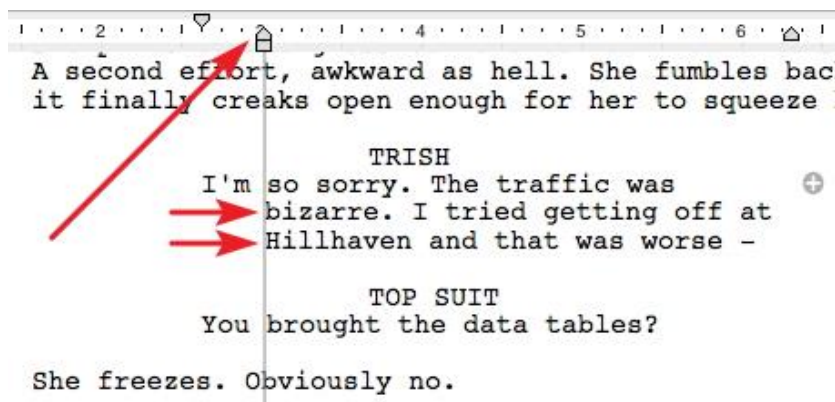 2 3 4 5 6
A second effort, awkward as hell. She fumbles
it finally creaks open enough for her to squeeze
TRISH
I'm so sorry. The traffic was
bizarre. I tried getting off at
Hillhaven and that was worse –
TOP SUIT
You brought the data tables?
She freezes. Obviously no.